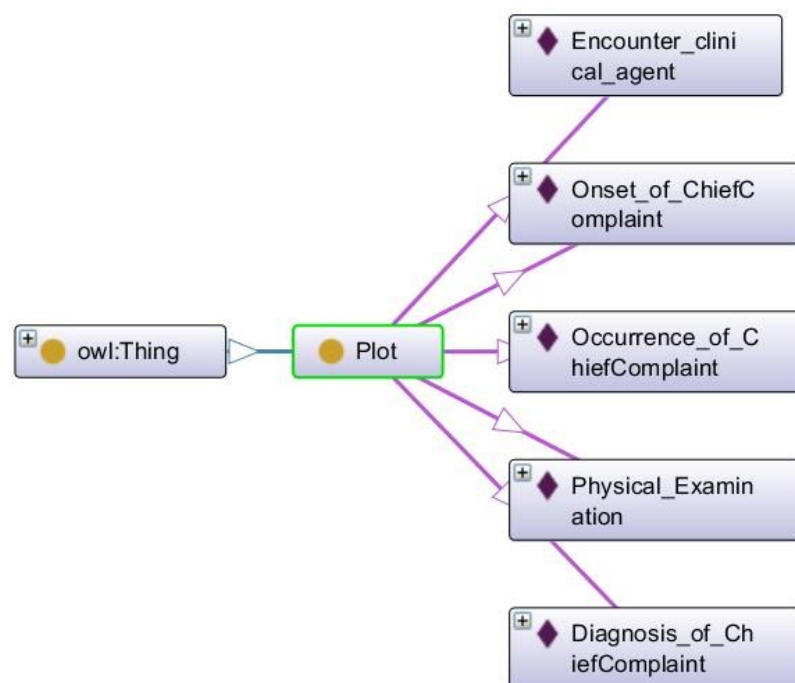 Encounter_clini
cal_agent
Onset_of_ChiefC
omplaint
owl:Thing
Plot
Occurrence_of_C
hiefComplaint
Physical_Examin
ation
Diagnosis_of_Ch
iefComplaint